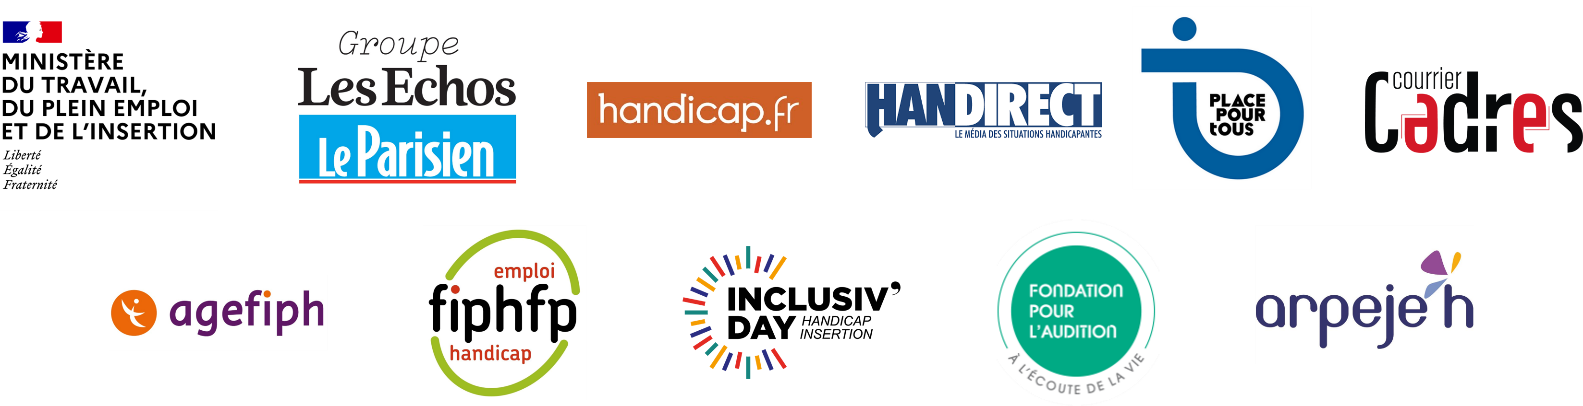 MINISTÈRE
DU TRAVAIL,
DU PLEIN EMPLOI
ET DE L'INSERTION
Liberté
Égalité
Fraternité
Groupe
Les Echos
Le Parisien
handicap.fr
HANDIRECT
LE MÉDIA DES SITUATIONS HANDICAPANTES
PLACE
POUR
tOUS
courrier
cadres
agefiph
emploi
fiphfp
handicap
INCLUSIV'
DAY
HANDICAP
INSERTION
FONDATION
POUR
L'AUDITION
À L'ÉCOUTE DE LA VIE
arpeje'h